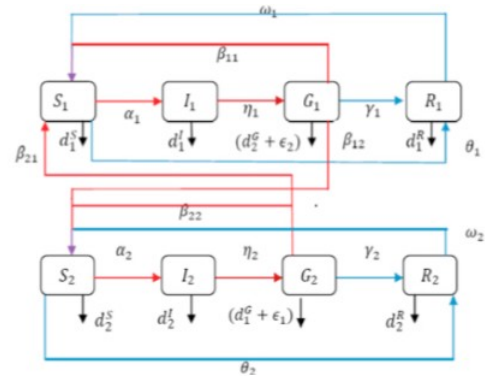 ω₁
β₁₁
S₁ α₁ I₁ η₁ G₁ γ₁ R₁
d₁ˢ d₁ᴵ (d₂ᴳ + ϵ₂) β₁₂ d₁ᴿ θ₁
β₂₁
β₂₂ ω₂
S₂ α₂ I₂ η₂ G₂ γ₂ R₂
d₂ˢ d₂ᴵ (d₁ᴳ + ϵ₁) d₂ᴿ
θ₂